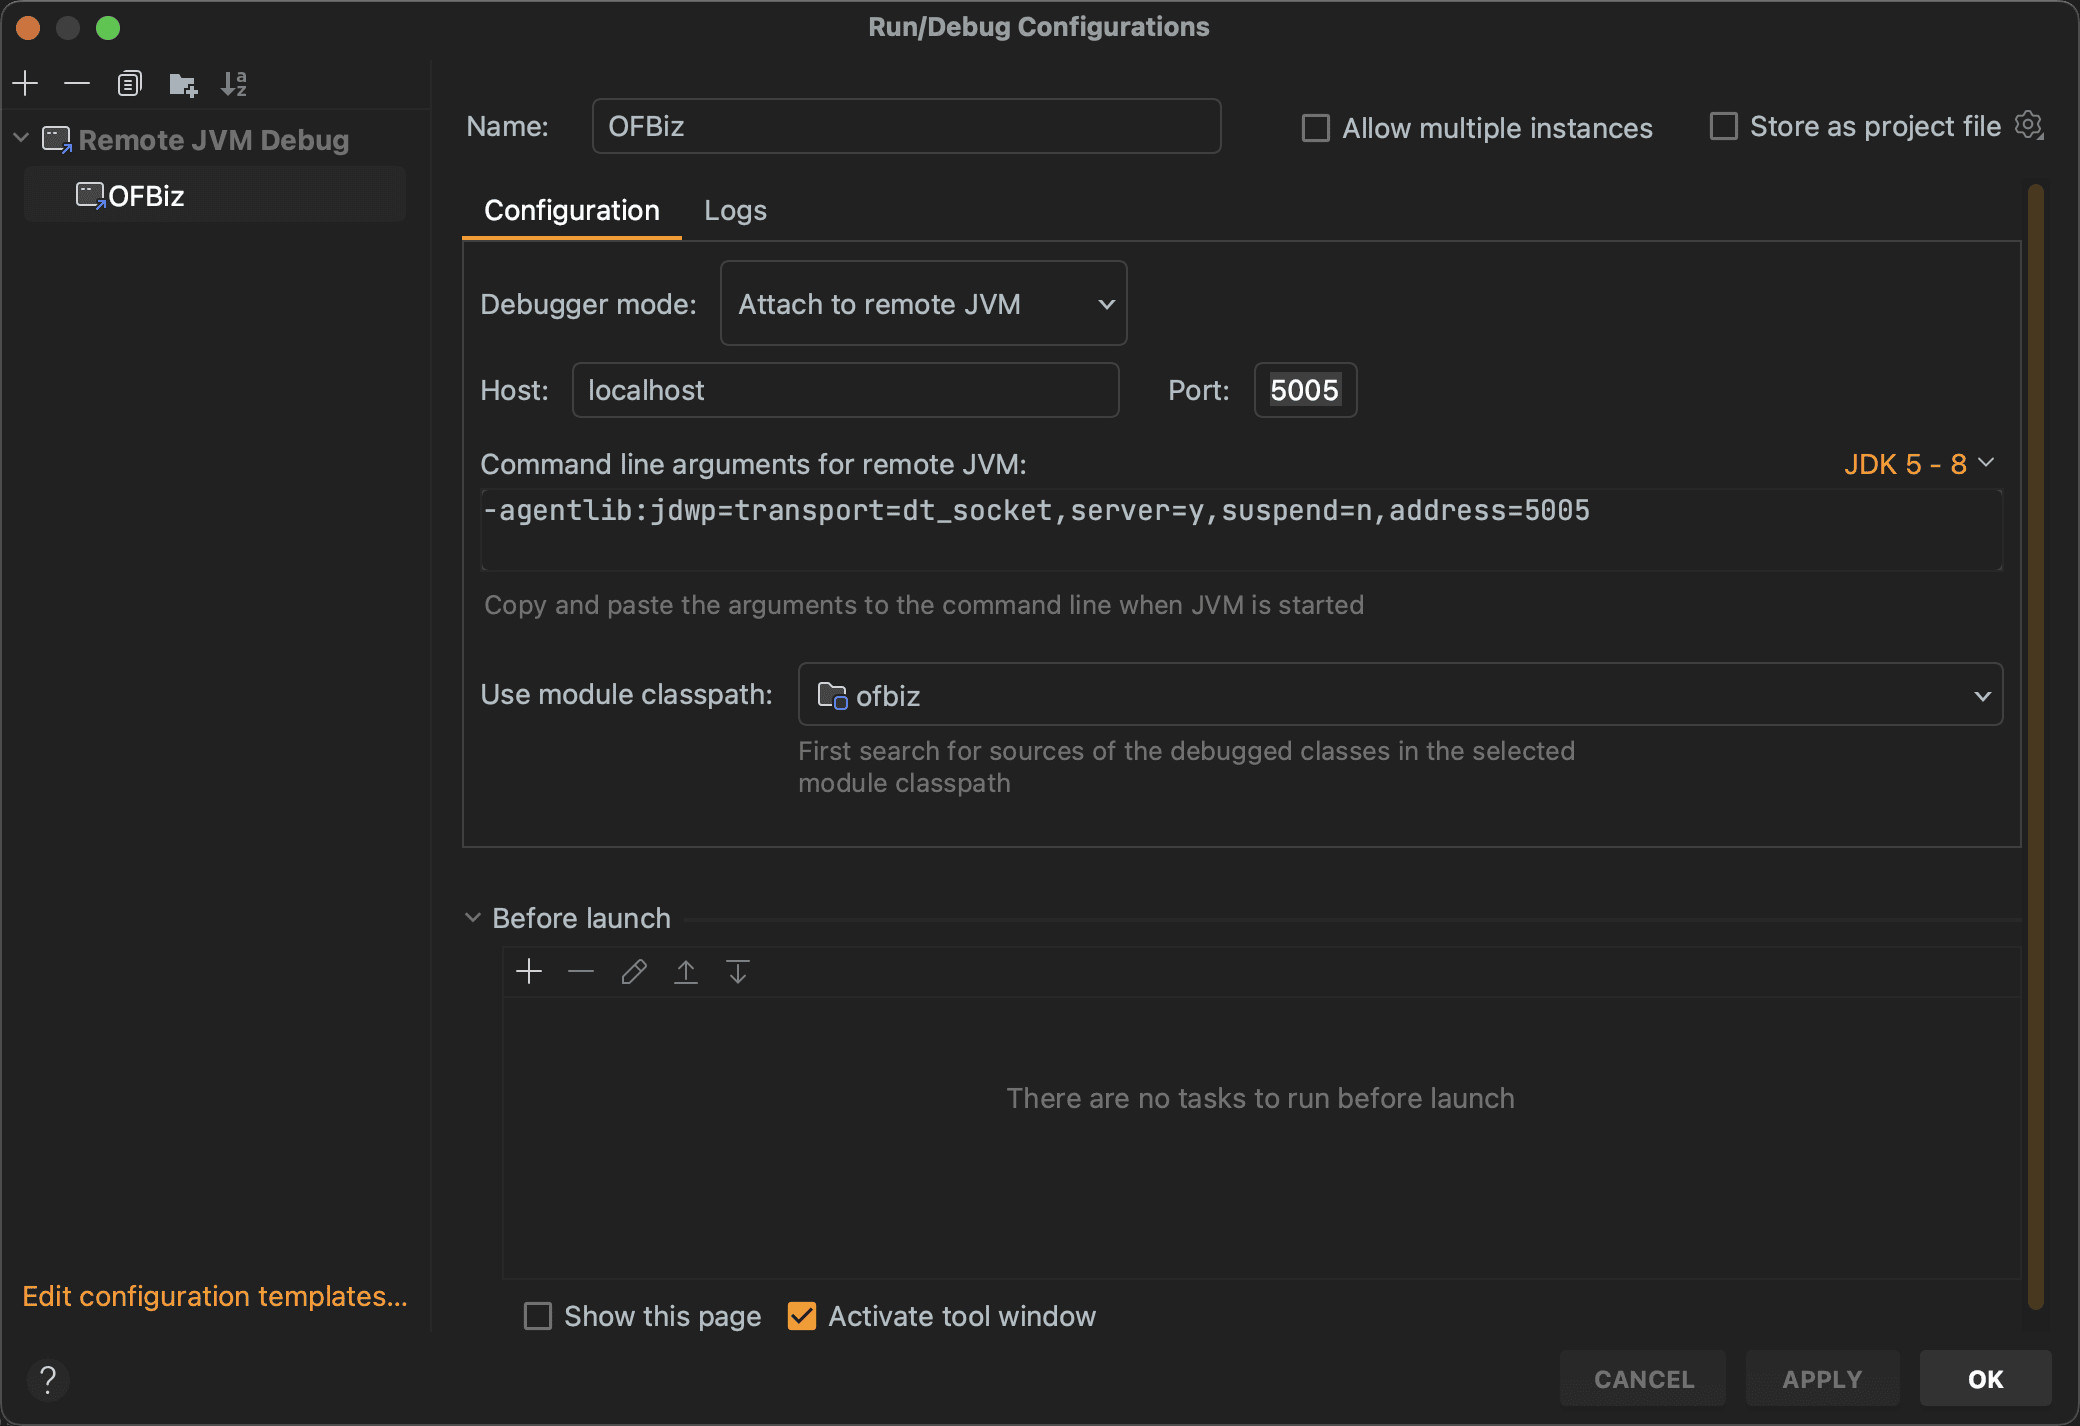 Run/Debug Configurations
Remote JVM Debug
OFBiz
Edit configuration templates...
?
Name: OFBiz
Allow multiple instances
Store as project file
Configuration Logs
Debugger mode: Attach to remote JVM
Host: localhost Port: 5005
Command line arguments for remote JVM: JDK 5 - 8
-agentlib:jdwp=transport=dt_socket,server=y,suspend=n,address=5005
Copy and paste the arguments to the command line when JVM is started
Use module classpath: ofbiz
First search for sources of the debugged classes in the selected
module classpath
Before launch
There are no tasks to run before launch
Show this page Activate tool window
CANCEL APPLY OK